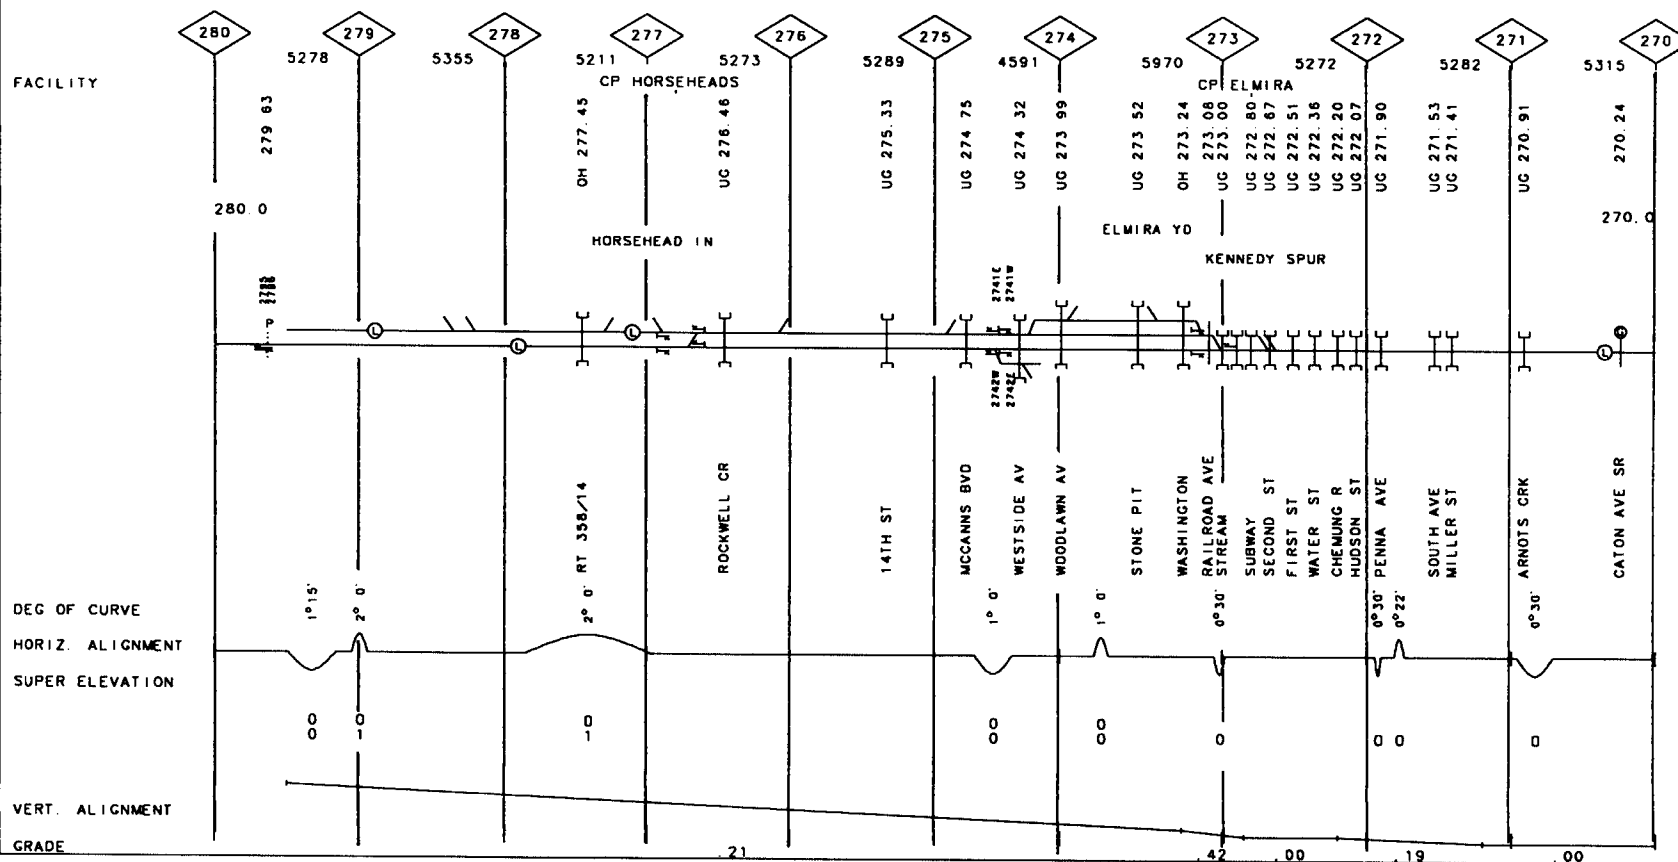 280 279 278 277 276 275 274 273 272 271 270
5278 5355 5211 5273 5289 4591 5970 5272 5282 5315
FACILITY
CP HORSEHEADS
CP ELMIRA
279 63
OH 277.45
UG 276.46
UG 275.33
UG 274 75
UG 274 32
UG 273 99
UG 273 52
OH 273.24
273.08
UG 273.00
UG 272.80
UG 272.67
UG 272.51
UG 272.36
UG 272.20
UG 272.07
UG 271.90
UG 271.53
UG 271.41
UG 270.91
270.24
280.0
270.0
HORSEHEAD IN
ELMIRA YD
KENNEDY SPUR
2741E
2741W
P
L
L
L
L
2742W
2742E
RT 358/14
ROCKWELL CR
14TH ST
MCCANNS BVD
WESTSIDE AV
WOODLAWN AV
STONE PIT
WASHINGTON
RAILROAD AVE
STREAM
SUBWAY
SECOND ST
FIRST ST
WATER ST
CHEMUNG R
HUDSON ST
PENNA AVE
SOUTH AVE
MILLER ST
ARNOTS CRK
CATON AVE SR
DEG OF CURVE
1°15' 2° 0' 2° 0' 1° 0' 1° 0' 0°30' 0°30' 0°22' 0°30'
HORIZ. ALIGNMENT
SUPER ELEVATION
0 0 0 0 0
0 1 1 0 0 0 0 0 0
VERT. ALIGNMENT
GRADE
.21 .42 .00 .19 .00